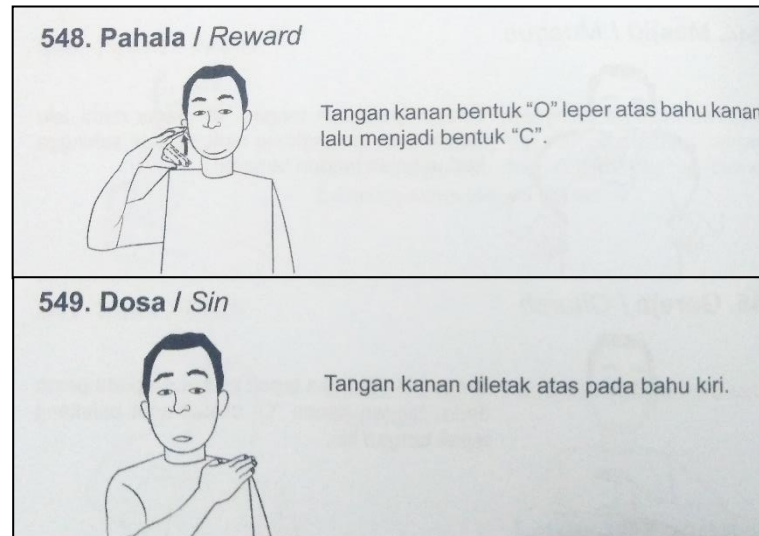 548. Pahala / Reward
Tangan kanan bentuk “O” leper atas bahu kanan
lalu menjadi bentuk “C”.
549. Dosa / Sin
Tangan kanan diletak atas pada bahu kiri.